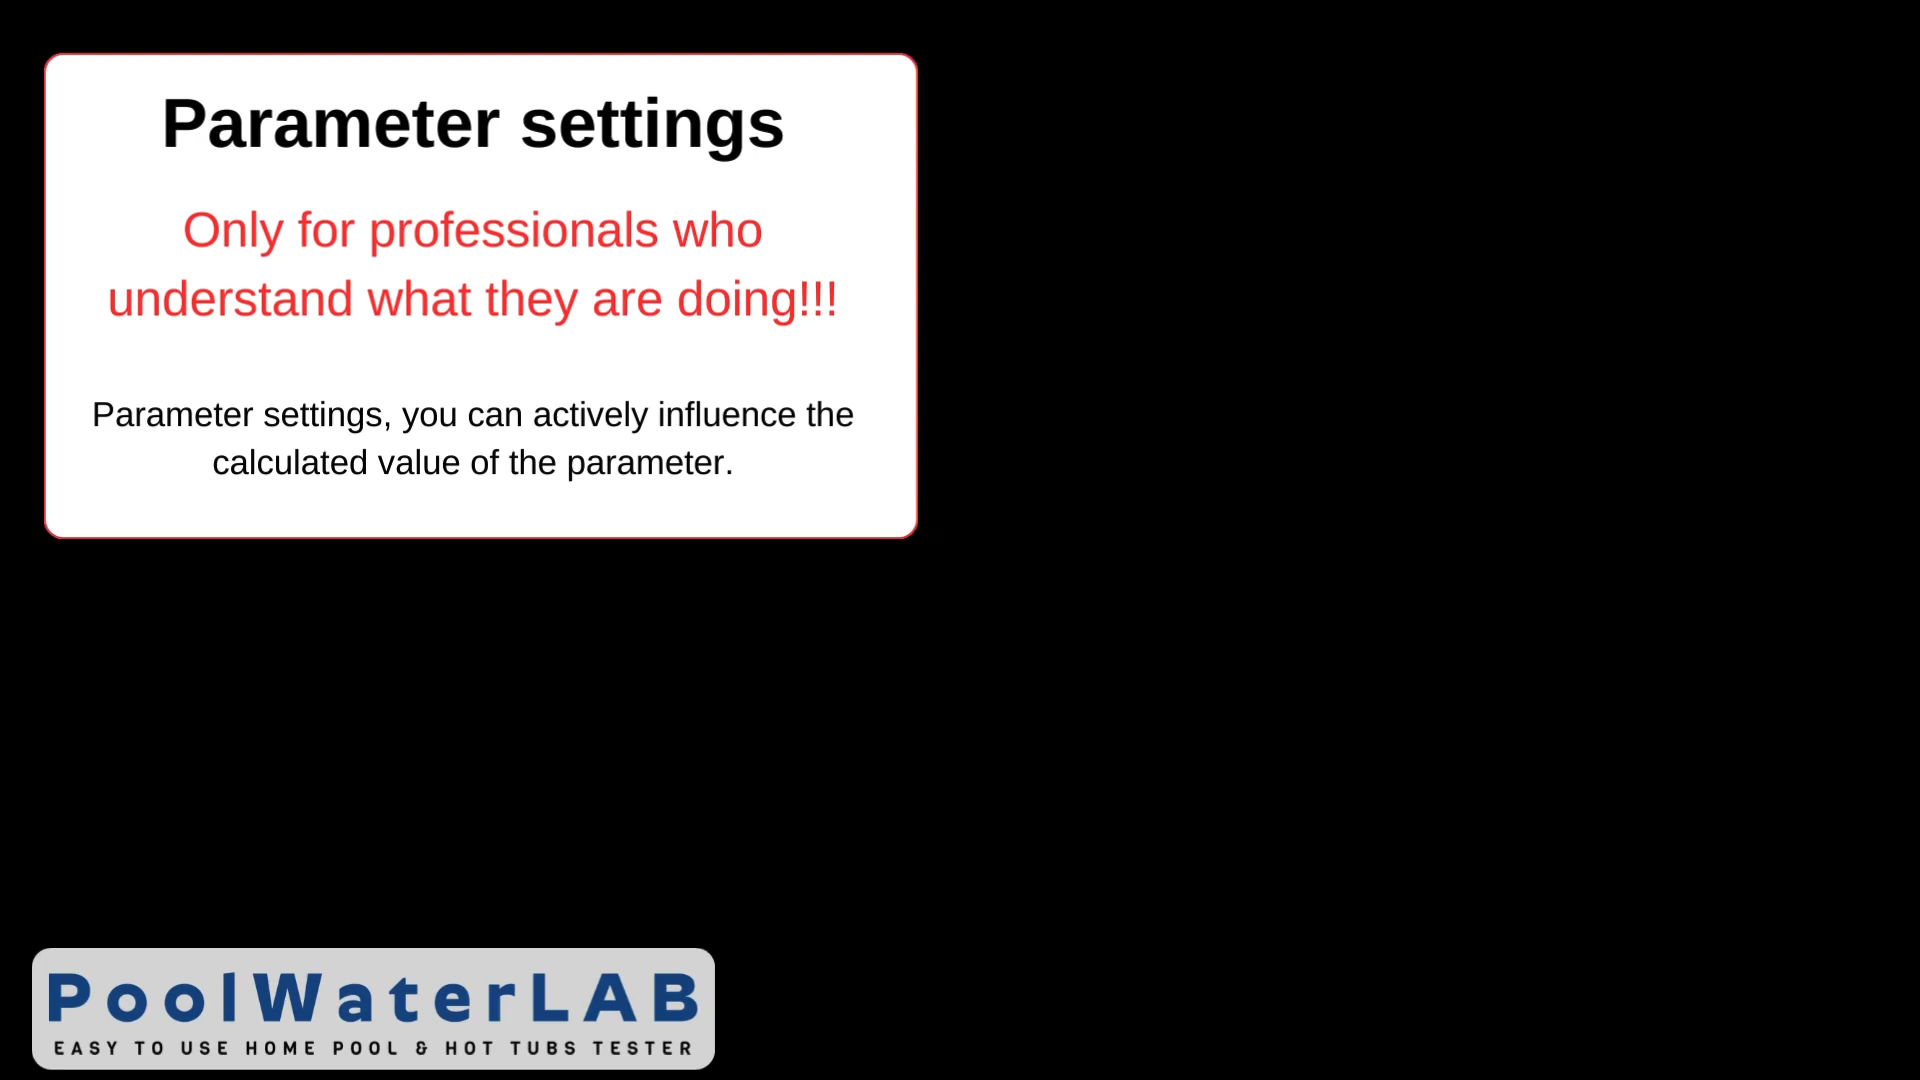 Parameter settings
Only for professionals who
understand what they are doing!!!
Parameter settings, you can actively influence the
calculated value of the parameter.
PoolWaterLAB
EASY TO USE HOME POOL & HOT TUBS TESTER